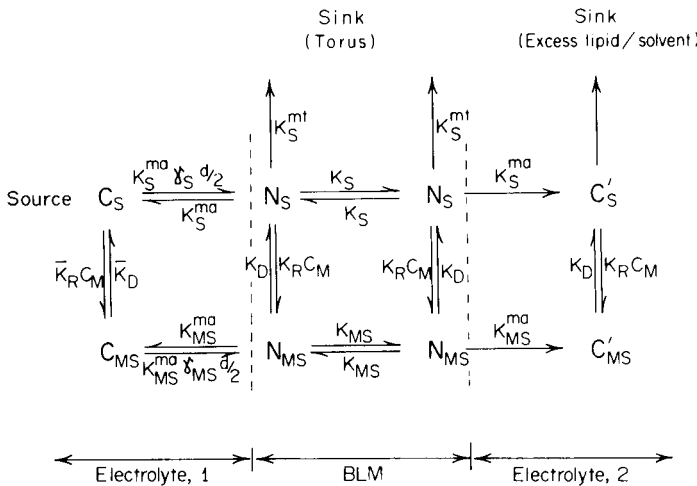 Sink
(Torus)
Sink
(Excess lipid/solvent)
K_S^mt
K_S^mt
K_S^ma γ_S d/2
K_S^ma
K_S
K_S
K_S^ma
Source
C_S
N_S
N_S
C_S′
K̄_R C_M
K̄_D
K_D
K_R C_M
K_R C_M
K_D
K_D
K_R C_M
K_MS^ma
K_MS^ma γ_MS d/2
K_MS
K_MS
K_MS^ma
C_MS
N_MS
N_MS
C_MS′
Electrolyte, 1
BLM
Electrolyte, 2